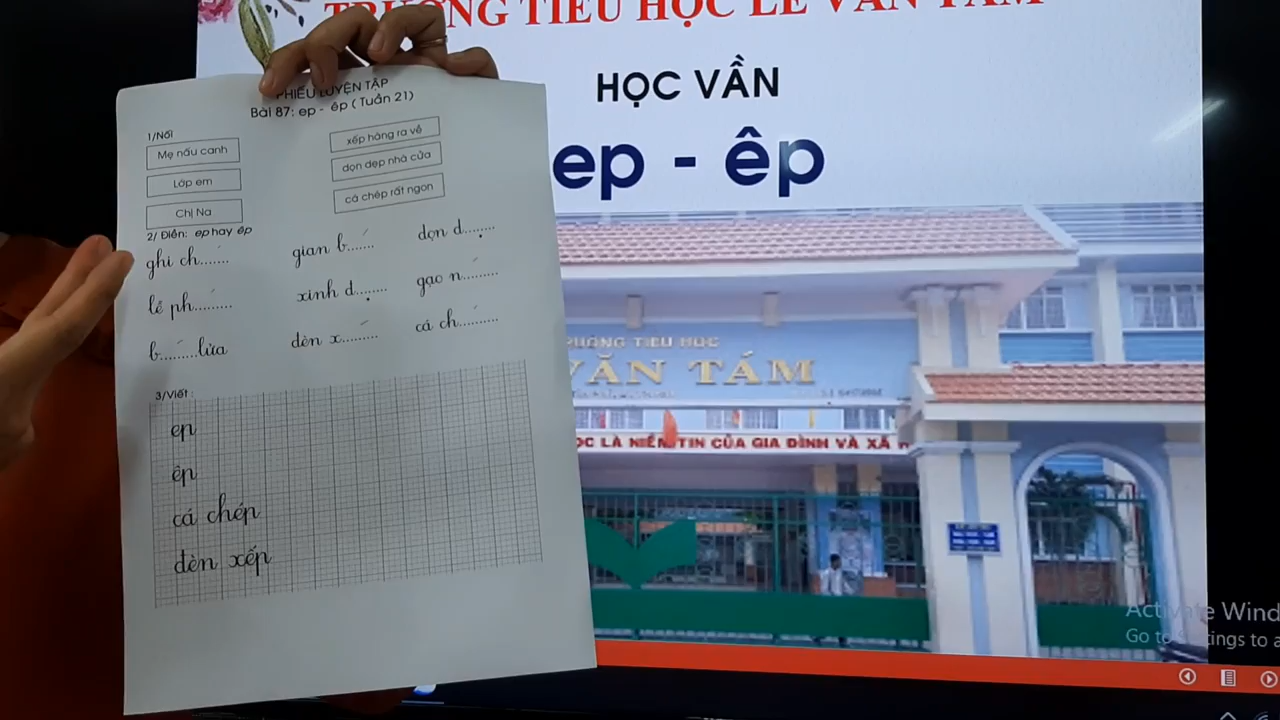 TRƯỜNG TIỂU HỌC LÊ VĂN TÁM
HỌC VẦN
ep - êp
PHIẾU LUYỆN TẬP
Bài 87: ep - êp ( Tuần 21)
1/Nối
Mẹ nấu canh
xếp hàng ra về
Lớp em
dọn dẹp nhà cửa
Chị Na
cá chép rất ngon
2/ Điền: ep hay êp
ghi ch........
gian b.......
dọn d........
lễ ph.........
xinh d........
gạo n.........
b.........lửa
đèn x.........
cá ch..........
3/Viết :
ep
êp
cá chép
đèn xếp
TRƯỜNG TIỂU HỌC
VĂN TÁM
ỌC LÀ NIỀM TIN CỦA GIA ĐÌNH VÀ XÃ
Activate Wind
Go to Settings to a